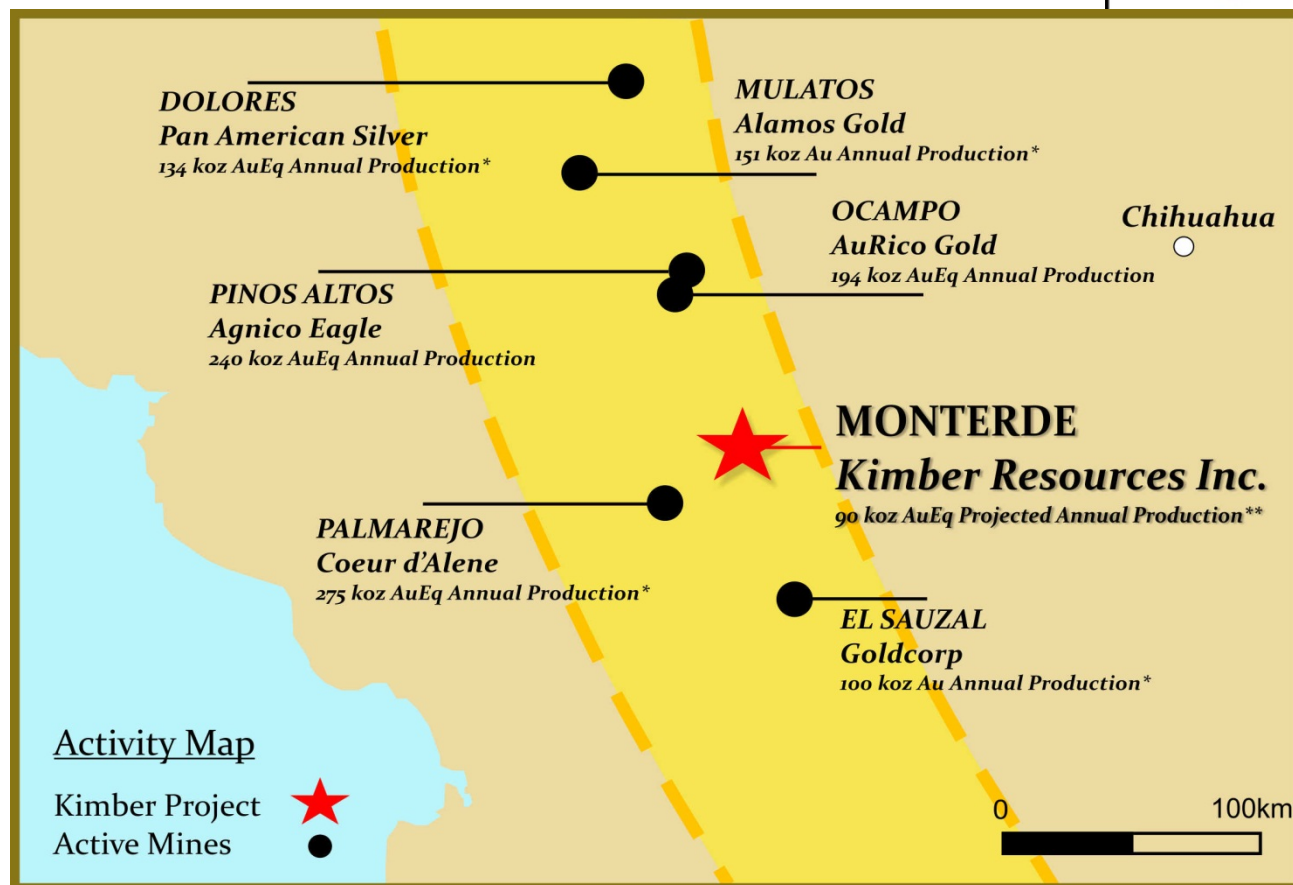 DOLORES
Pan American Silver
134 koz AuEq Annual Production*
MULATOS
Alamos Gold
151 koz Au Annual Production*
OCAMPO
AuRico Gold
194 koz AuEq Annual Production
Chihuahua
PINOS ALTOS
Agnico Eagle
240 koz AuEq Annual Production
MONTERDE
Kimber Resources Inc.
90 koz AuEq Projected Annual Production**
PALMAREJO
Coeur d'Alene
275 koz AuEq Annual Production*
EL SAUZAL
Goldcorp
100 koz Au Annual Production*
Activity Map
Kimber Project
Active Mines
0 100km